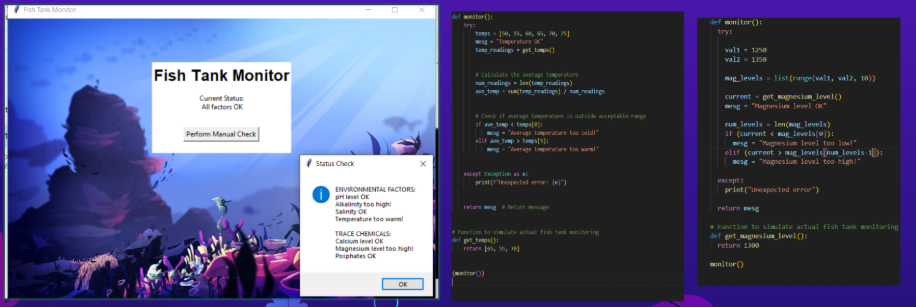 Fish Tank Monitor
Fish Tank Monitor
Current Status:
All factors OK
Perform Manual Check
Status Check
ENVIRONMENTAL FACTORS:
pH level OK
Alkalinity too high!
Salinity OK
Temperature too warm!
TRACE CHEMICALS:
Calcium level OK
Magnesium level too high!
Posphates OK
OK
def monitor():
try:
temps = [50, 55, 60, 65, 70, 75]
mesg = "Temperature OK"
temp_readings = get_temps()
# Calculate the average temperature
num_readings = len(temp_readings)
ave_temp = sum(temp_readings) / num_readings
# Check if average temperature is outside acceptable range
if ave_temp < temps[0]:
mesg = "Average temperature too cold!"
elif ave_temp > temps[5]:
mesg = "Average temperature too warm!"
except Exception as e:
print(f"Unexpected error: {e}")
return mesg # Return message
# Function to simulate actual fish tank monitoring
def get_temps():
return [65, 55, 70]
(monitor())
def monitor():
try:
val1 = 1250
val2 = 1350
mag_levels = list(range(val1, val2, 10))
current = get_magnesium_level()
mesg = "Magnesium level OK"
num_levels = len(mag_levels)
if (current < mag_levels[0]):
mesg = "Magnesium level too low!"
elif (current > mag_levels[num_levels-1]):
mesg = "Magnesium level too high!"
except:
print("Unexpected error")
return mesg
# Function to simulate actual fish tank monitoring
def get_magnesium_level():
return 1300
monitor()